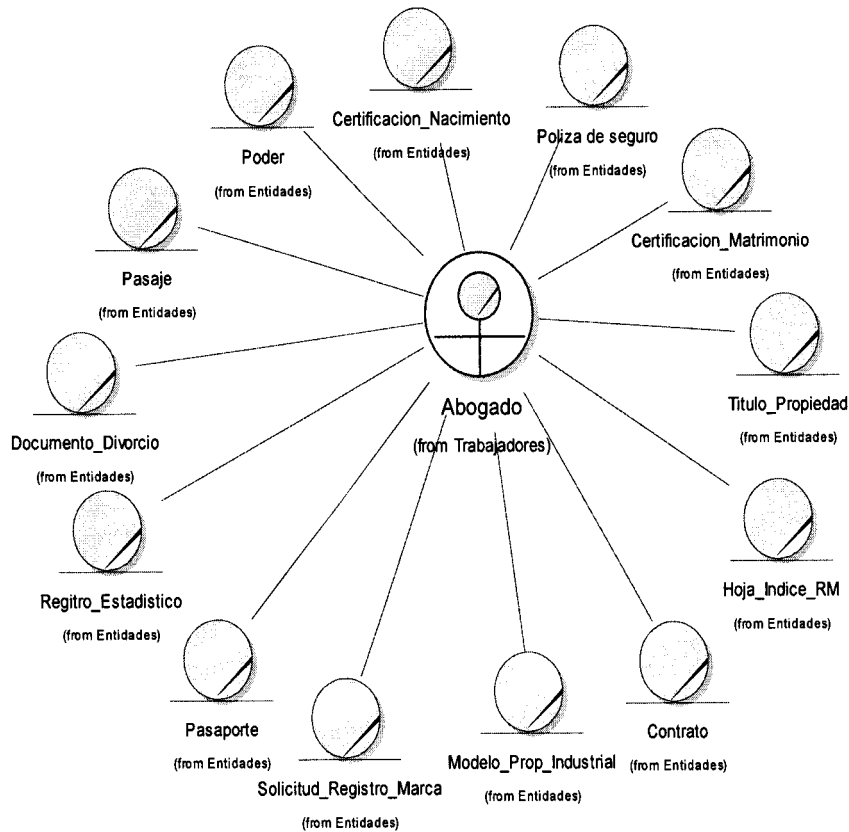 Certificacion_Nacimiento
(from Entidades)
Poliza de seguro
(from Entidades)
Poder
(from Entidades)
Certificacion_Matrimonio
(from Entidades)
Pasaje
(from Entidades)
Titulo_Propiedad
(from Entidades)
Abogado
(from Trabajadores)
Documento_Divorcio
(from Entidades)
Hoja_Indice_RM
(from Entidades)
Regitro_Estadistico
(from Entidades)
Pasaporte
(from Entidades)
Contrato
(from Entidades)
Modelo_Prop_Industrial
(from Entidades)
Solicitud_Registro_Marca
(from Entidades)